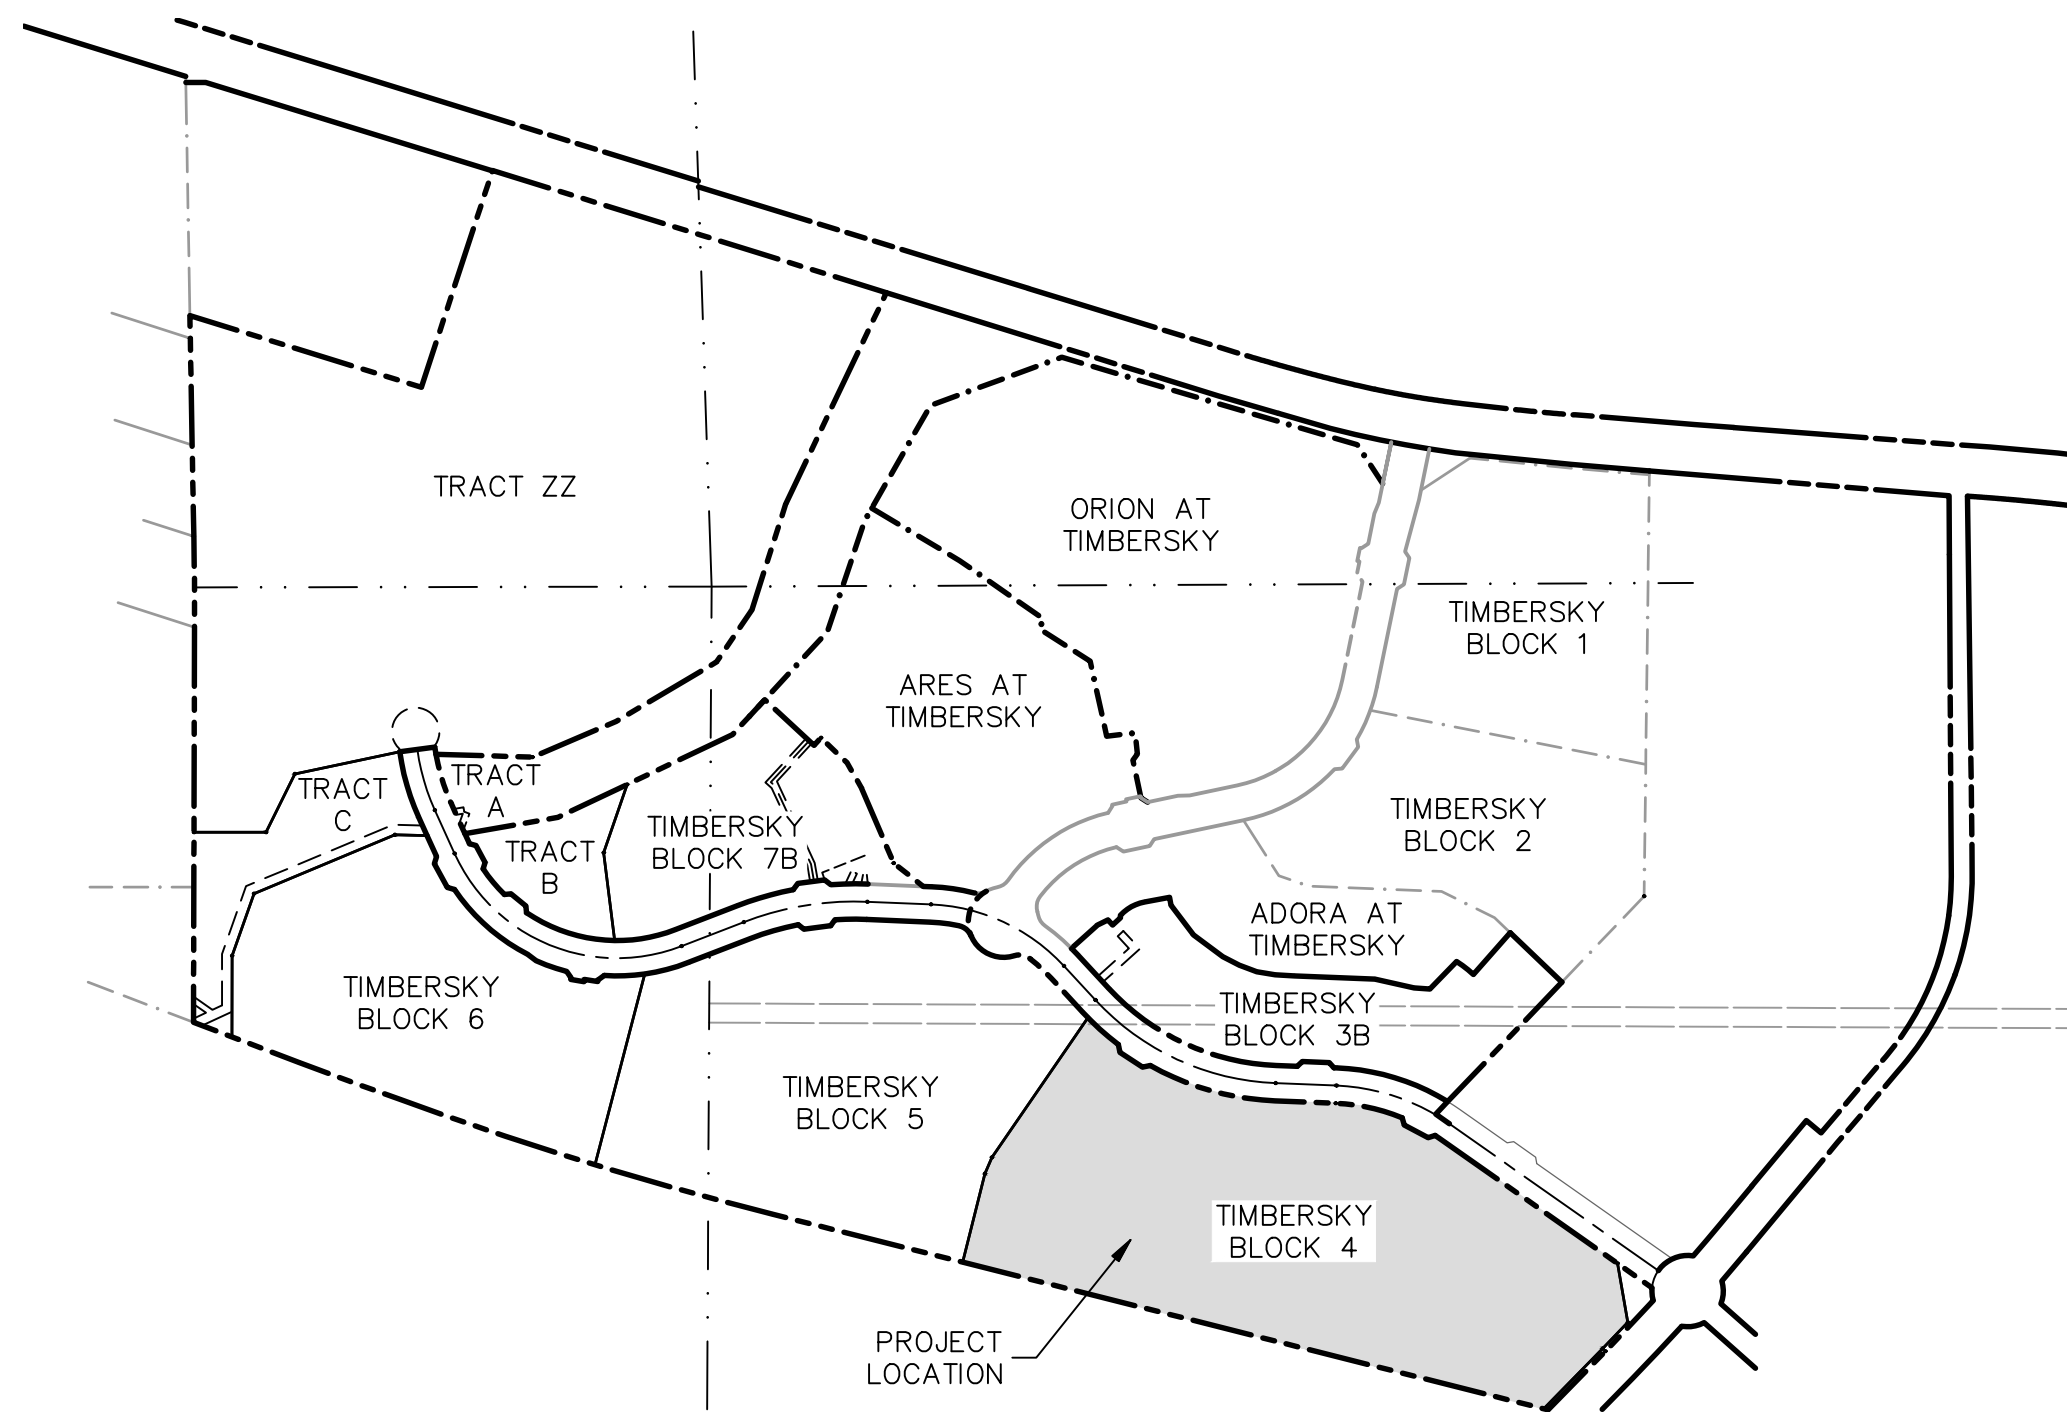 TRACT ZZ
ORION AT
TIMBERSKY
TIMBERSKY
BLOCK 1
ARES AT
TIMBERSKY
TRACT
C
TRACT
A
TRACT
B
TIMBERSKY
BLOCK 7B
TIMBERSKY
BLOCK 2
ADORA AT
TIMBERSKY
TIMBERSKY
BLOCK 6
TIMBERSKY
BLOCK 3B
TIMBERSKY
BLOCK 5
TIMBERSKY
BLOCK 4
PROJECT
LOCATION